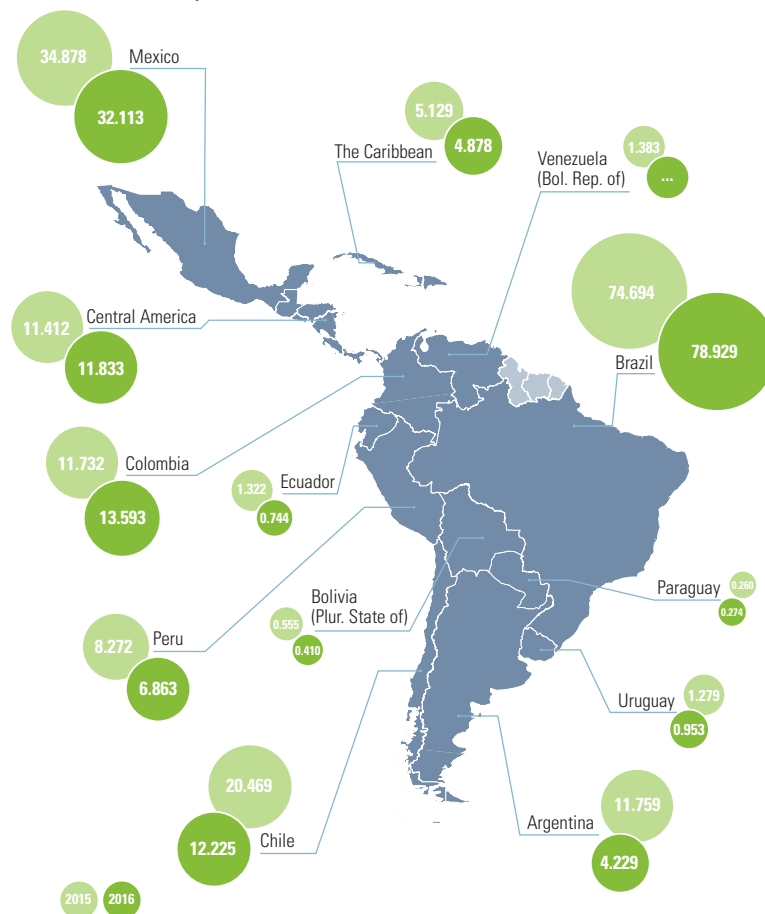 34.878
Mexico
32.113
5.129
The Caribbean
4.878
Venezuela
(Bol. Rep. of)
1.383
...
74.694
78.929
Brazil
11.412
Central America
11.833
11.732
Colombia
13.593
1.322
Ecuador
0.744
Bolivia
(Plur. State of)
0.555
0.410
Paraguay
0.260
0.274
8.272
Peru
6.863
Uruguay
1.279
0.953
20.469
Chile
12.225
11.759
Argentina
4.229
2015 2016